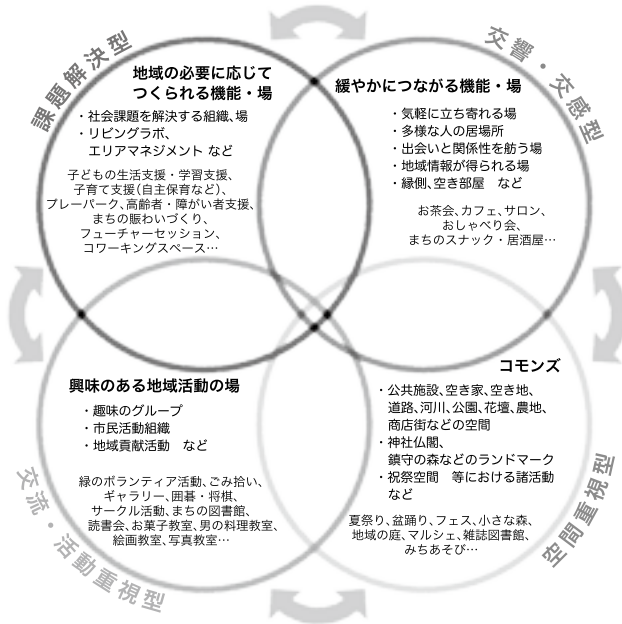 課題解決型
地域の必要に応じて
つくられる機能・場
・社会課題を解決する組織、場
・リビングラボ、
エリアマネジメント など
子どもの生活支援・学習支援、
子育て支援(自主保育など)、
プレーパーク、高齢者・障がい者支援、
まちの賑わいづくり、
フューチャーセッション、
コワーキングスペース…
交響・交感型
緩やかにつながる機能・場
・気軽に立ち寄れる場
・多様な人の居場所
・出会いと関係性を紡う場
・地域情報が得られる場
・縁側、空き部屋　など
お茶会、カフェ、サロン、
おしゃべり会、
まちのスナック・居酒屋…
興味のある地域活動の場
・趣味のグループ
・市民活動組織
・地域貢献活動　など
緑のボランティア活動、ごみ拾い、
ギャラリー、囲碁・将棋、
サークル活動、まちの図書館、
読書会、お菓子教室、男の料理教室、
絵画教室、写真教室…
交流・活動重視型
コモンズ
・公共施設、空き家、空き地、
道路、河川、公園、花壇、農地、
商店街などの空間
・神社仏閣、
鎮守の森などのランドマーク
・祝祭空間　等における諸活動
など
夏祭り、盆踊り、フェス、小さな森、
地域の庭、マルシェ、雑誌図書館、
みちあそび…
空間重視型